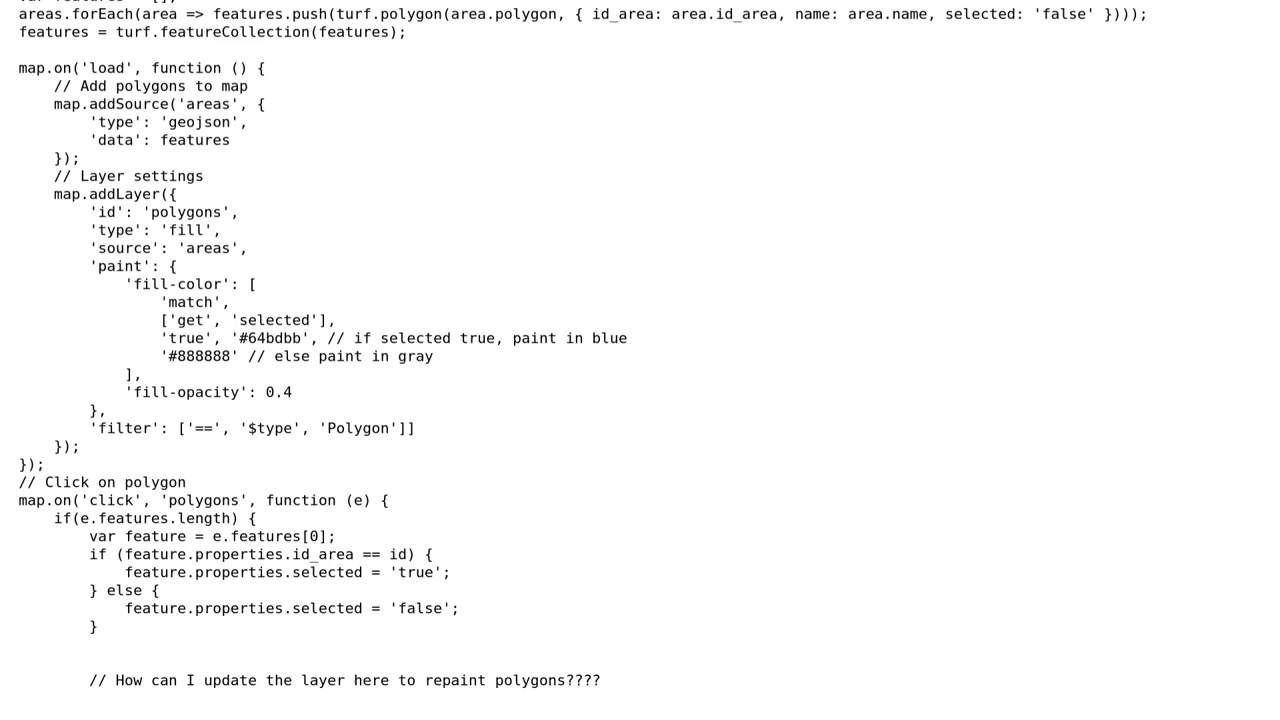 areas.forEach(area => features.push(turf.polygon(area.polygon, { id_area: area.id_area, name: area.name, selected: 'false' })));
features = turf.featureCollection(features);
map.on('load', function () {
    // Add polygons to map
    map.addSource('areas', {
        'type': 'geojson',
        'data': features
    });
    // Layer settings
    map.addLayer({
        'id': 'polygons',
        'type': 'fill',
        'source': 'areas',
        'paint': {
            'fill-color': [
                'match',
                ['get', 'selected'],
                'true', '#64bdbb', // if selected true, paint in blue
                '#888888' // else paint in gray
            ],
            'fill-opacity': 0.4
        },
        'filter': ['==', '$type', 'Polygon']]
    });
});
// Click on polygon
map.on('click', 'polygons', function (e) {
    if(e.features.length) {
        var feature = e.features[0];
        if (feature.properties.id_area == id) {
            feature.properties.selected = 'true';
        } else {
            feature.properties.selected = 'false';
        }
        // How can I update the layer here to repaint polygons????